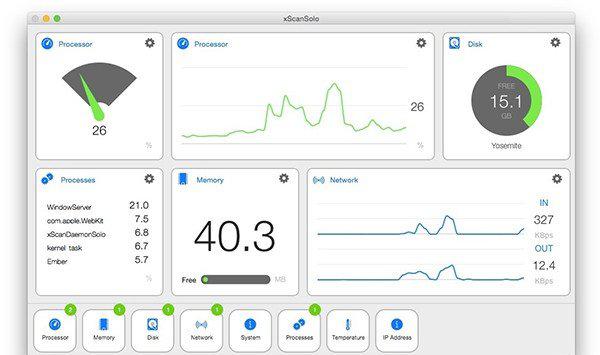 xScanSolo
Processor
26
%
Processor
26
%
Disk
FREE
15.1
GB
Yosemite
Processes
WindowServer 21.0
com.apple.WebKit 7.5
xScanDaemonSolo 6.8
kernel task 6.7
Ember 5.7
%
Memory
40.3
Free MB
Network
IN
327
KBps
OUT
12.4
KBps
2 1 1 1 1
Processor Memory Disk Network System Processes Temperature IP Address